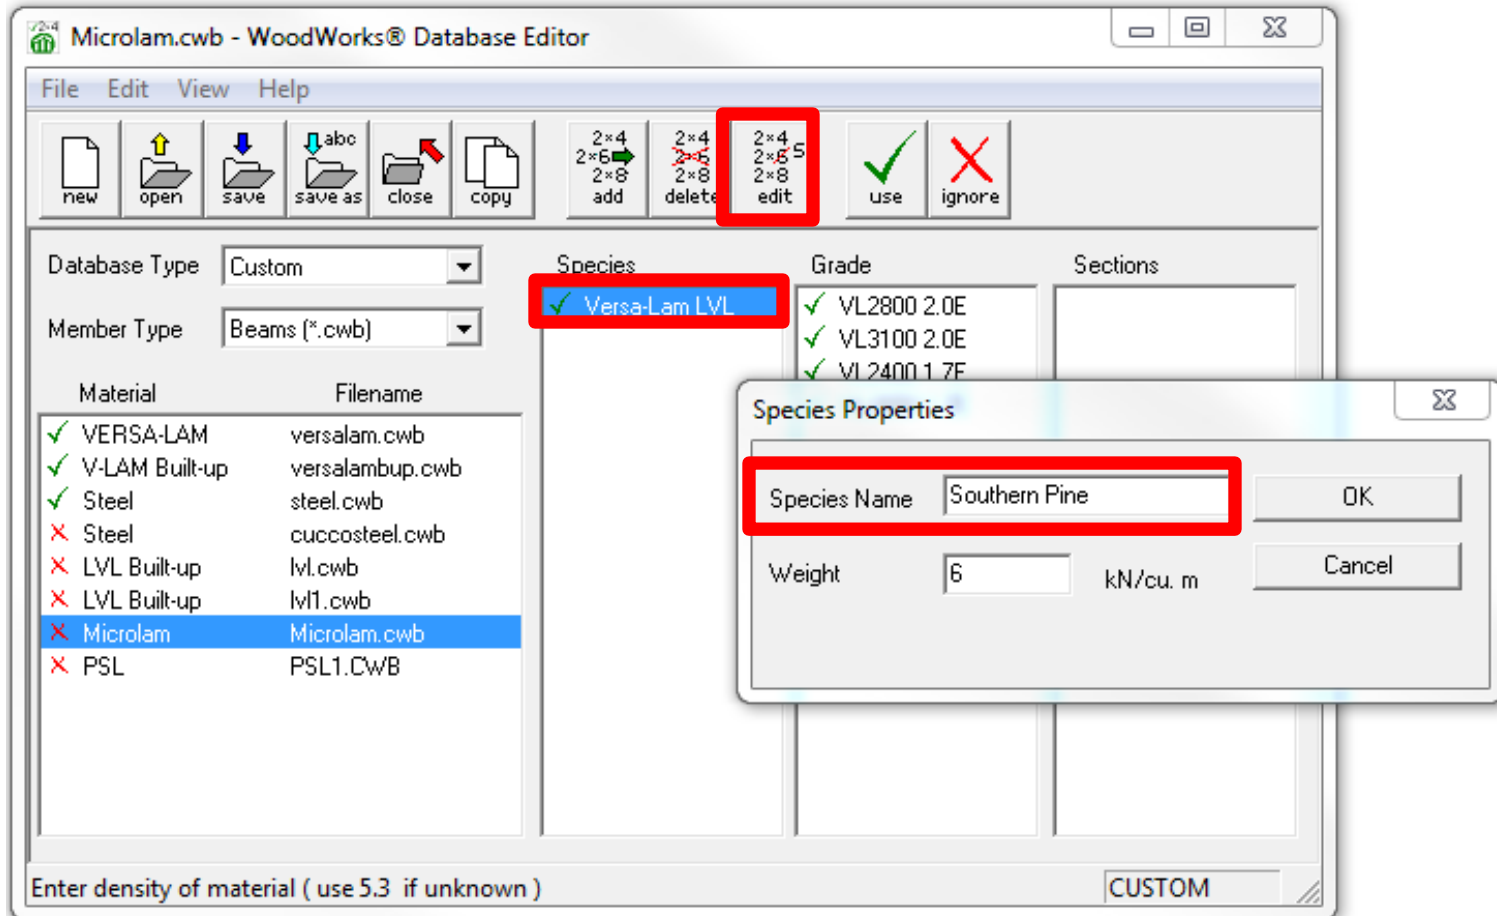 Microlam.cwb - WoodWorks® Database Editor
File Edit View Help
new open save abc save as close copy 2×4 2×6 2×8 add 2×4 2×6 2×8 delete 2×4 2×6 5 2×8 edit use ignore
Database Type Custom
Member Type Beams (*.cwb)
Material Filename
VERSA-LAM versalam.cwb
V-LAM Built-up versalambup.cwb
Steel steel.cwb
Steel cuccosteel.cwb
LVL Built-up lvl.cwb
LVL Built-up lvl1.cwb
Microlam Microlam.cwb
PSL PSL1.CWB
Species
Versa-Lam LVL
Grade
VL2800 2.0E
VL3100 2.0E
VL2400 1.7E
Sections
Species Properties
Species Name Southern Pine OK
Weight 6 kN/cu. m Cancel
Enter density of material ( use 5.3 if unknown ) CUSTOM